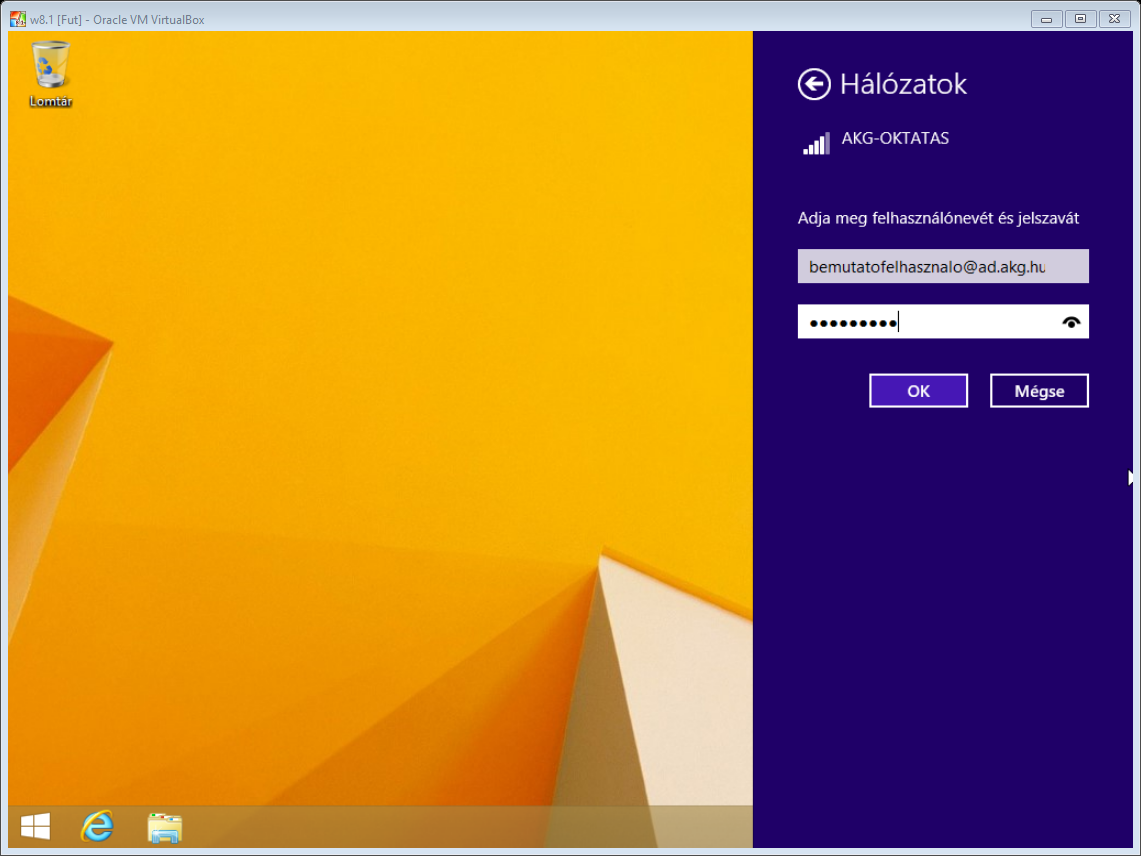 w8.1 [Fut] - Oracle VM VirtualBox
Lomtár
Hálózatok
AKG-OKTATAS
Adja meg felhasználónevét és jelszavát
bemutatofelhasznalo@ad.akg.hu
•••••••••
OK
Mégse